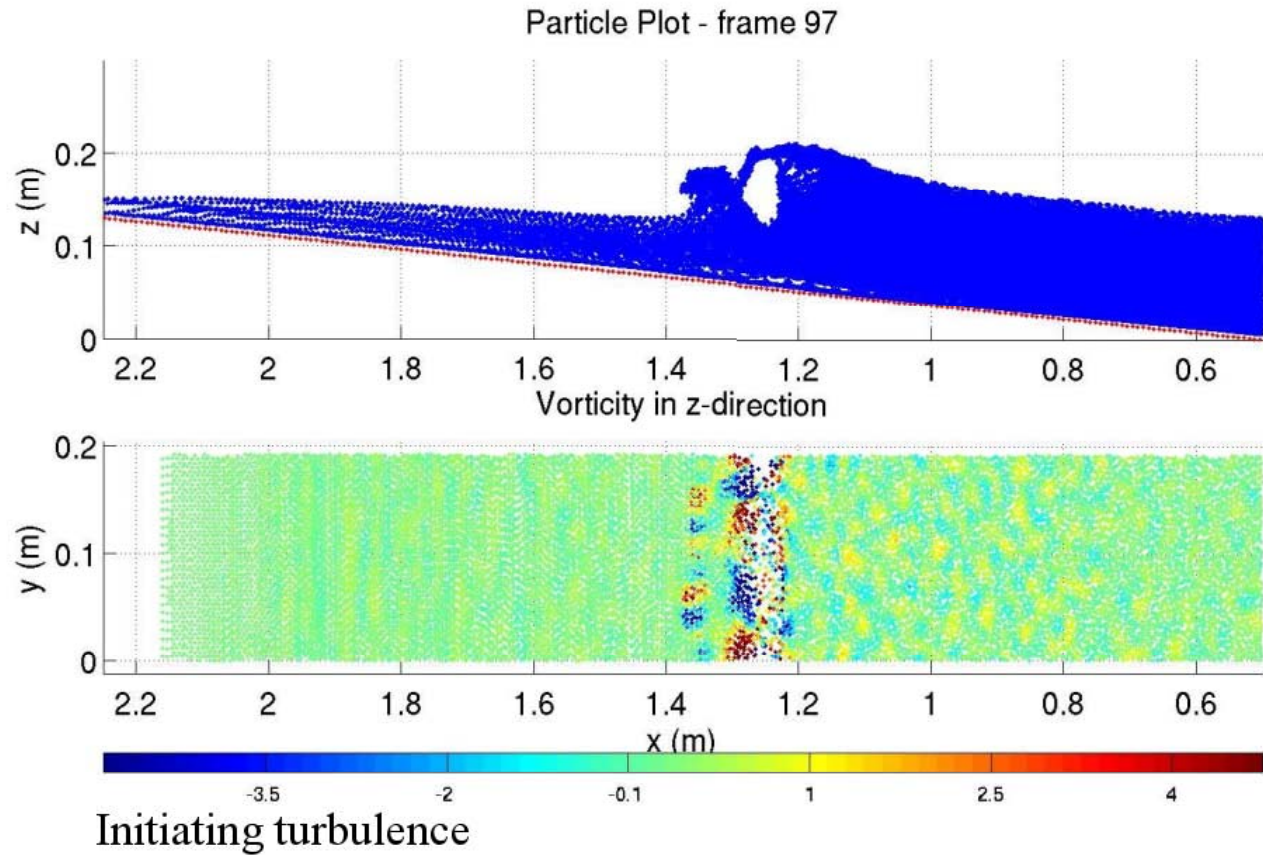 Particle Plot - frame 97
z (m)
0.2
0.1
0
2.2 2 1.8 1.6 1.4 1.2 1 0.8 0.6
Vorticity in z-direction
y (m)
0.2
0.1
0
2.2 2 1.8 1.6 1.4 1.2 1 0.8 0.6
x (m)
-3.5 -2 -0.1 1 2.5 4
Initiating turbulence